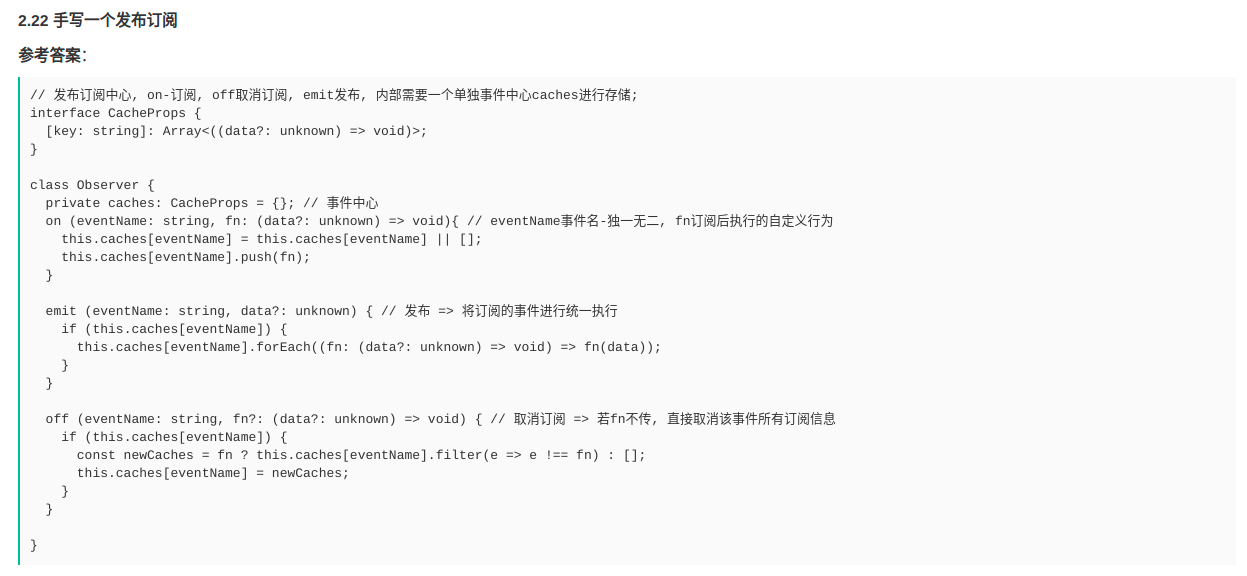 2.22 手写一个发布订阅
参考答案：
// 发布订阅中心, on-订阅, off取消订阅, emit发布, 内部需要一个单独事件中心caches进行存储;
interface CacheProps {
  [key: string]: Array<((data?: unknown) => void)>;
}

class Observer {
  private caches: CacheProps = {}; // 事件中心
  on (eventName: string, fn: (data?: unknown) => void){ // eventName事件名-独一无二, fn订阅后执行的自定义行为
    this.caches[eventName] = this.caches[eventName] || [];
    this.caches[eventName].push(fn);
  }

  emit (eventName: string, data?: unknown) { // 发布 => 将订阅的事件进行统一执行
    if (this.caches[eventName]) {
      this.caches[eventName].forEach((fn: (data?: unknown) => void) => fn(data));
    }
  }

  off (eventName: string, fn?: (data?: unknown) => void) { // 取消订阅 => 若fn不传, 直接取消该事件所有订阅信息
    if (this.caches[eventName]) {
      const newCaches = fn ? this.caches[eventName].filter(e => e !== fn) : [];
      this.caches[eventName] = newCaches;
    }
  }

}